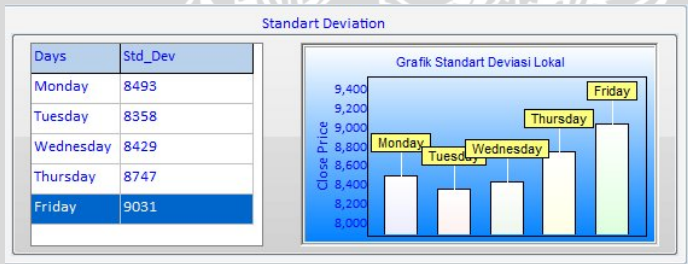 Standart Deviation
Days Std_Dev
Monday 8493
Tuesday 8358
Wednesday 8429
Thursday 8747
Friday 9031
Grafik Standart Deviasi Lokal
Close Price
9,400
9,200
9,000
8,800
8,600
8,400
8,200
8,000
Monday
Tuesday
Wednesday
Thursday
Friday